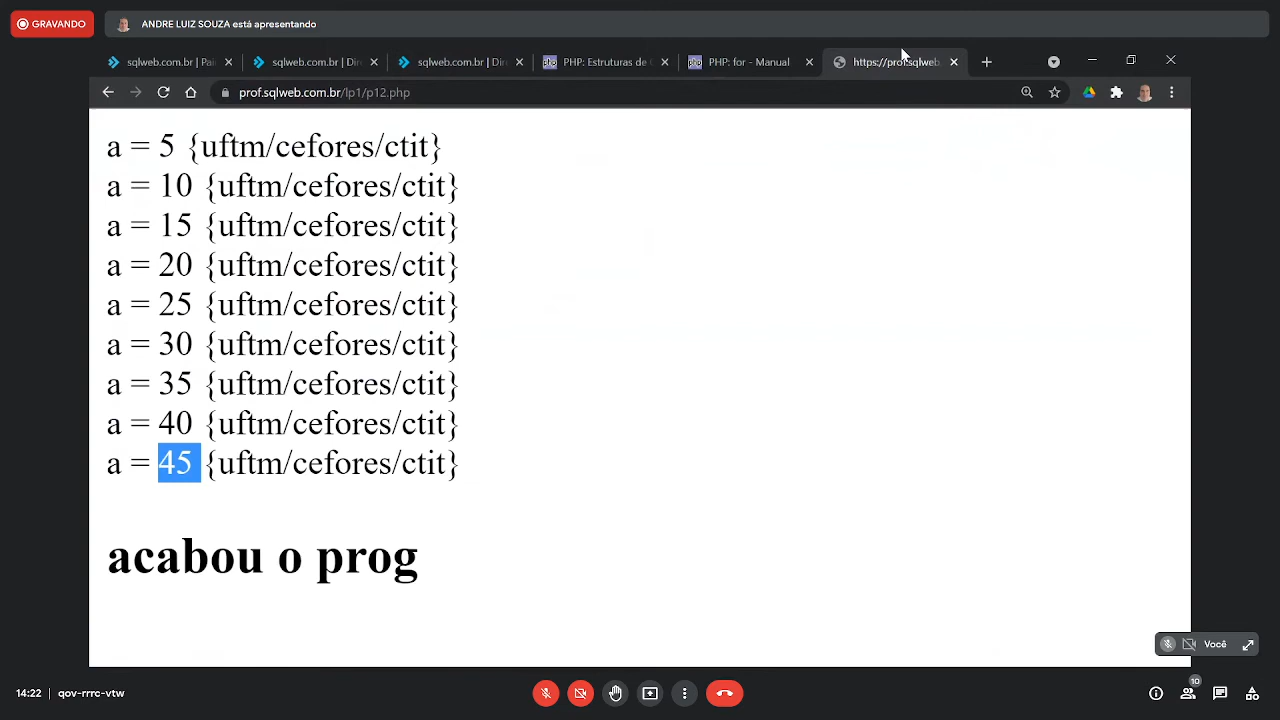 GRAVANDO
ANDRE LUIZ SOUZA está apresentando
sqlweb.com.br | Pai
sqlweb.com.br | Dir
sqlweb.com.br | Dir
php PHP: Estruturas de C
php PHP: for - Manual
https://prof.sqlweb.
prof.sqlweb.com.br/lp1/p12.php
a = 5 {uftm/cefores/ctit}
a = 10 {uftm/cefores/ctit}
a = 15 {uftm/cefores/ctit}
a = 20 {uftm/cefores/ctit}
a = 25 {uftm/cefores/ctit}
a = 30 {uftm/cefores/ctit}
a = 35 {uftm/cefores/ctit}
a = 40 {uftm/cefores/ctit}
a = 45 {uftm/cefores/ctit}
acabou o prog
Você
14:22 | qov-rrrc-vtw
10